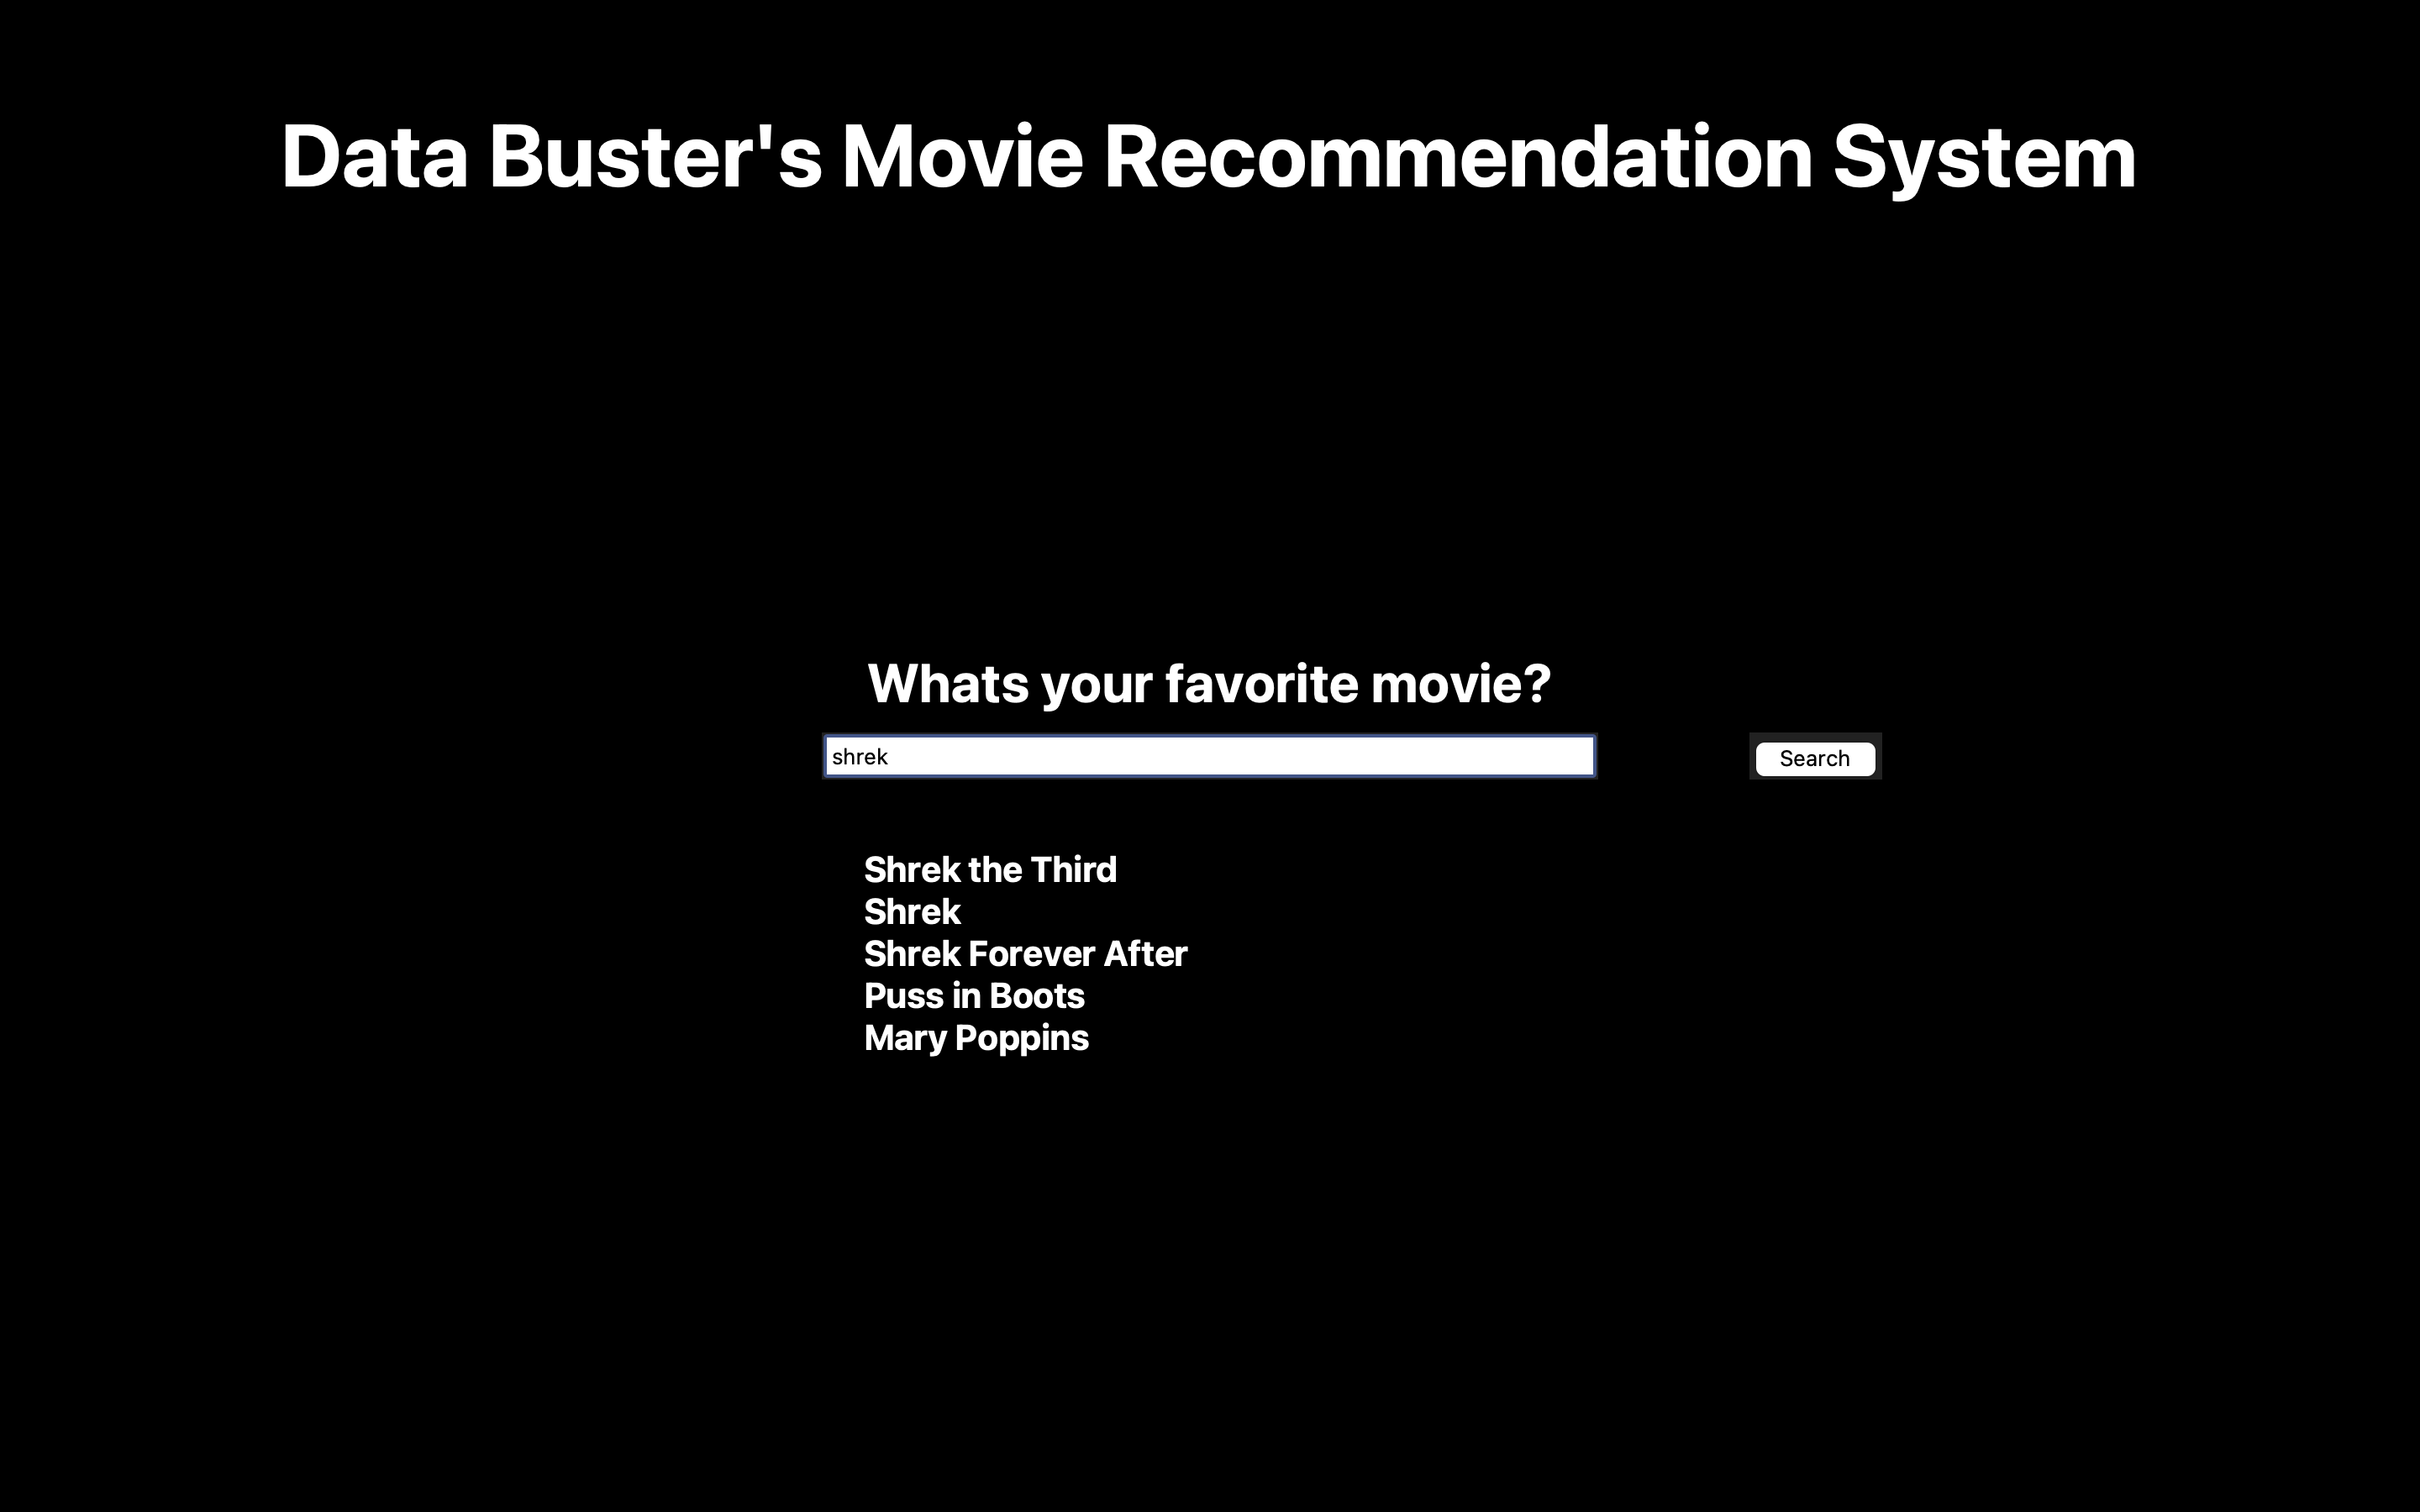 Data Buster's Movie Recommendation System
Whats your favorite movie?
shrek
Search
Shrek the Third
Shrek
Shrek Forever After
Puss in Boots
Mary Poppins